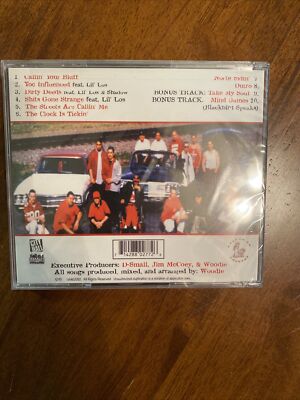 1. Callin' Your Bluff
2. Too Influenced feat. Lil' Los
3. Dirty Deeds feat. Lil' Los & Shadow
4. Shits Gone Strange feat. Lil' Los
5. The Streets Are Callin' Me
6. The Clock Is Tickin'
7
Outro 8.
BONUS TRACK: Take My Soul 9.
BONUS TRACK: Mind Games 10.
(Blackbird Speaks)
Executive Producers: D-Small, Jim McCoey, & Woodie
All songs produced, mixed, and arranged by: Woodie